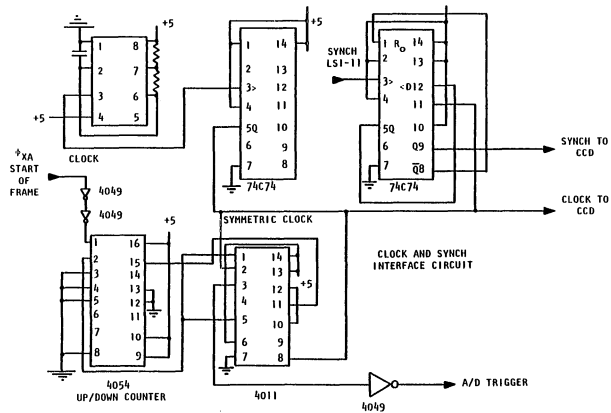 +5
1 8
2 7
3 6
4 5
+5
CLOCK
+5
1 14
2 13
3> 12
4 11
5Q 10
6 9
7 8
74C74
SYNCH
LSI-11
+5
1 R0 14
2 13
3> <D12
4 11
5Q 10
6 Q9
7 Q̅8
74C74
SYNCH TO
CCD
CLOCK TO
CCD
ΦXA
START
OF
FRAME
4049
4049
SYMMETRIC CLOCK
CLOCK AND SYNCH
INTERFACE CIRCUIT
+5
1 16
2 15
3 14
4 13
5 12
6 11
7 10
8 9
4054
UP/DOWN COUNTER
1 14
2 13
3 12
4 11
5 10
6 9
7 8
+5
4011
4049
A/D TRIGGER